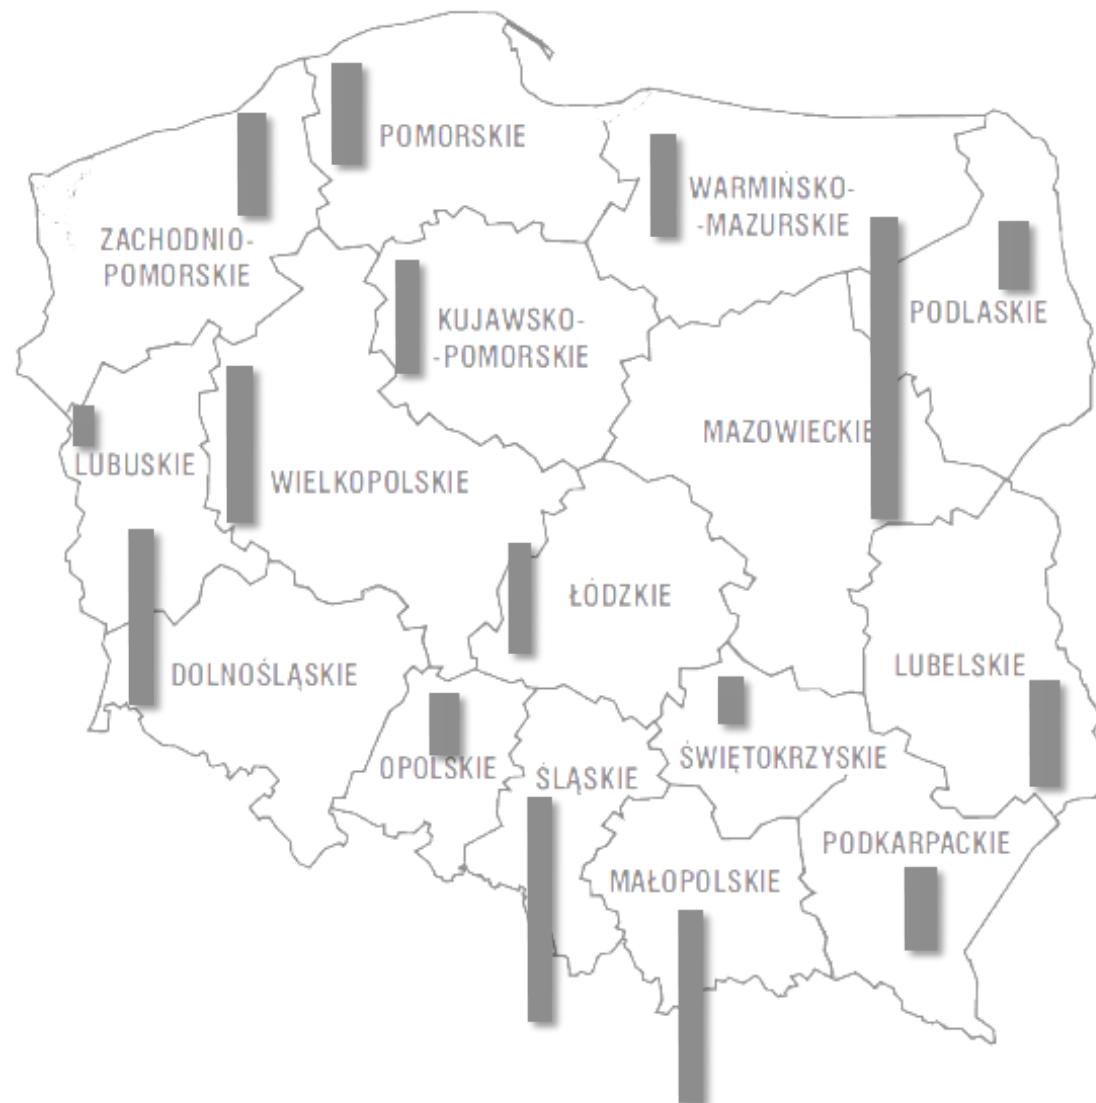 POMORSKIE
WARMIŃSKO-
-MAZURSKIE
ZACHODNIO-
POMORSKIE
KUJAWSKO-
-POMORSKIE
PODLASKIE
MAZOWIECKIE
LUBUSKIE
WIELKOPOLSKIE
ŁÓDZKIE
DOLNOŚLĄSKIE
LUBELSKIE
OPOLSKIE
ŚLĄSKIE
ŚWIĘTOKRZYSKIE
PODKARPACKIE
MAŁOPOLSKIE